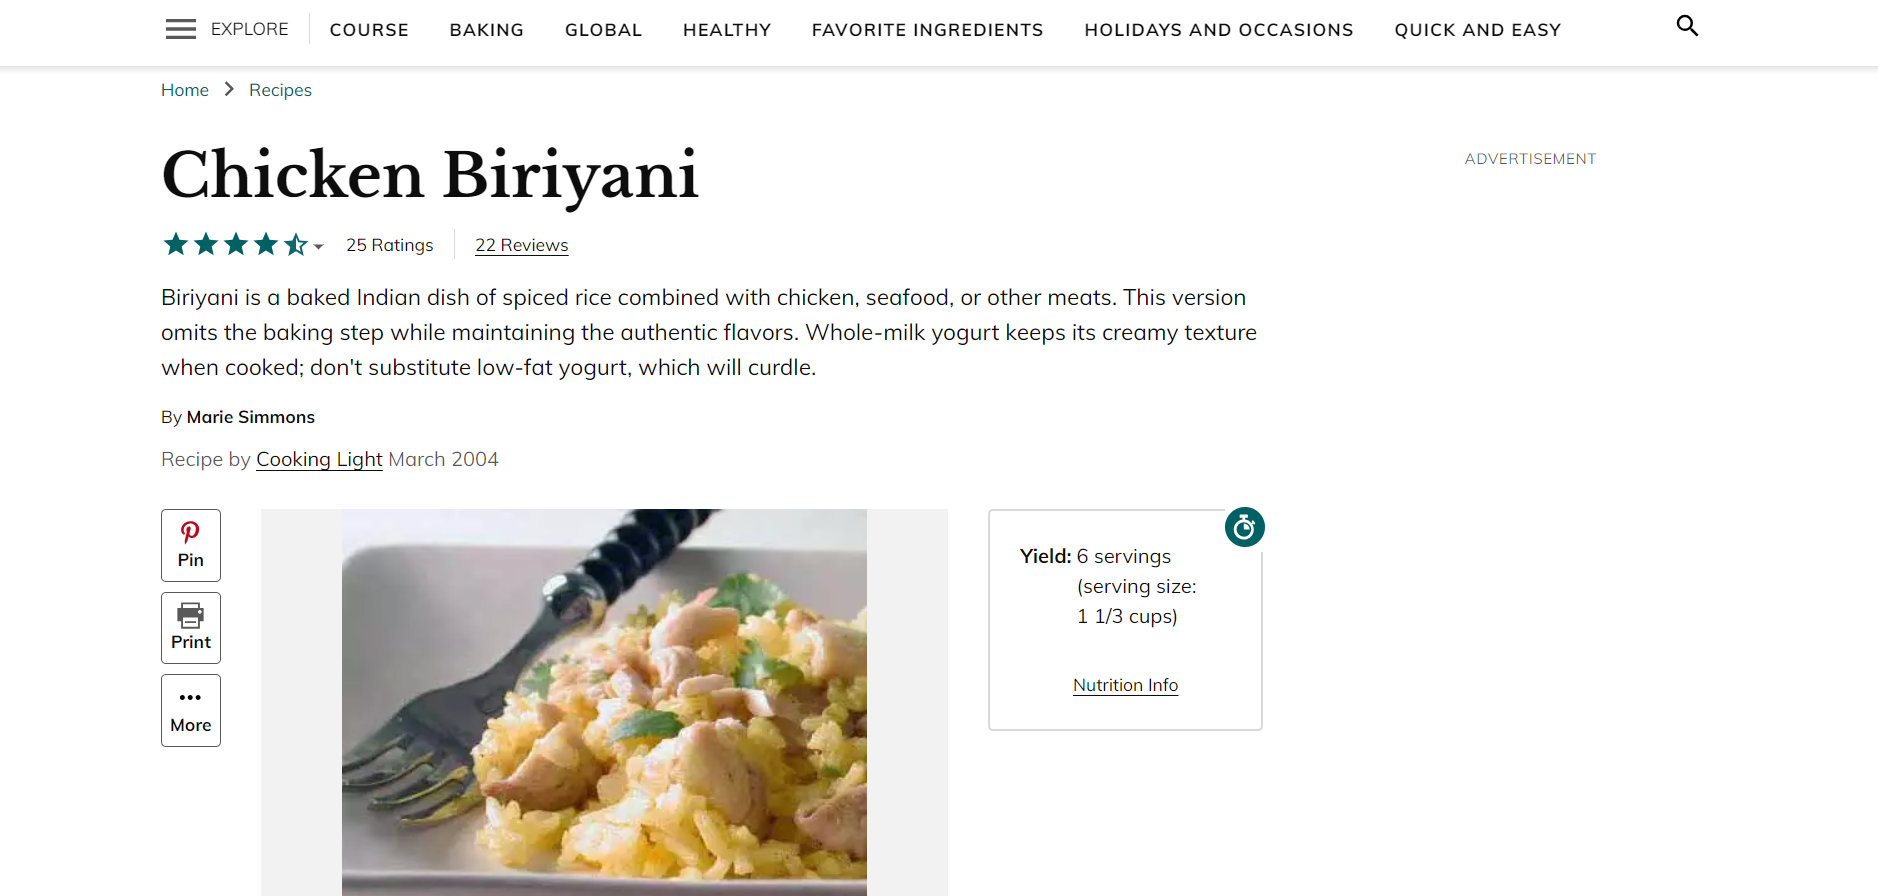 EXPLORE COURSE BAKING GLOBAL HEALTHY FAVORITE INGREDIENTS HOLIDAYS AND OCCASIONS QUICK AND EASY
Home Recipes
Chicken Biriyani
ADVERTISEMENT
25 Ratings 22 Reviews
Biriyani is a baked Indian dish of spiced rice combined with chicken, seafood, or other meats. This version
omits the baking step while maintaining the authentic flavors. Whole-milk yogurt keeps its creamy texture
when cooked; don't substitute low-fat yogurt, which will curdle.
By Marie Simmons
Recipe by Cooking Light March 2004
Pin
Print
More
Yield: 6 servings
(serving size:
1 1/3 cups)
Nutrition Info